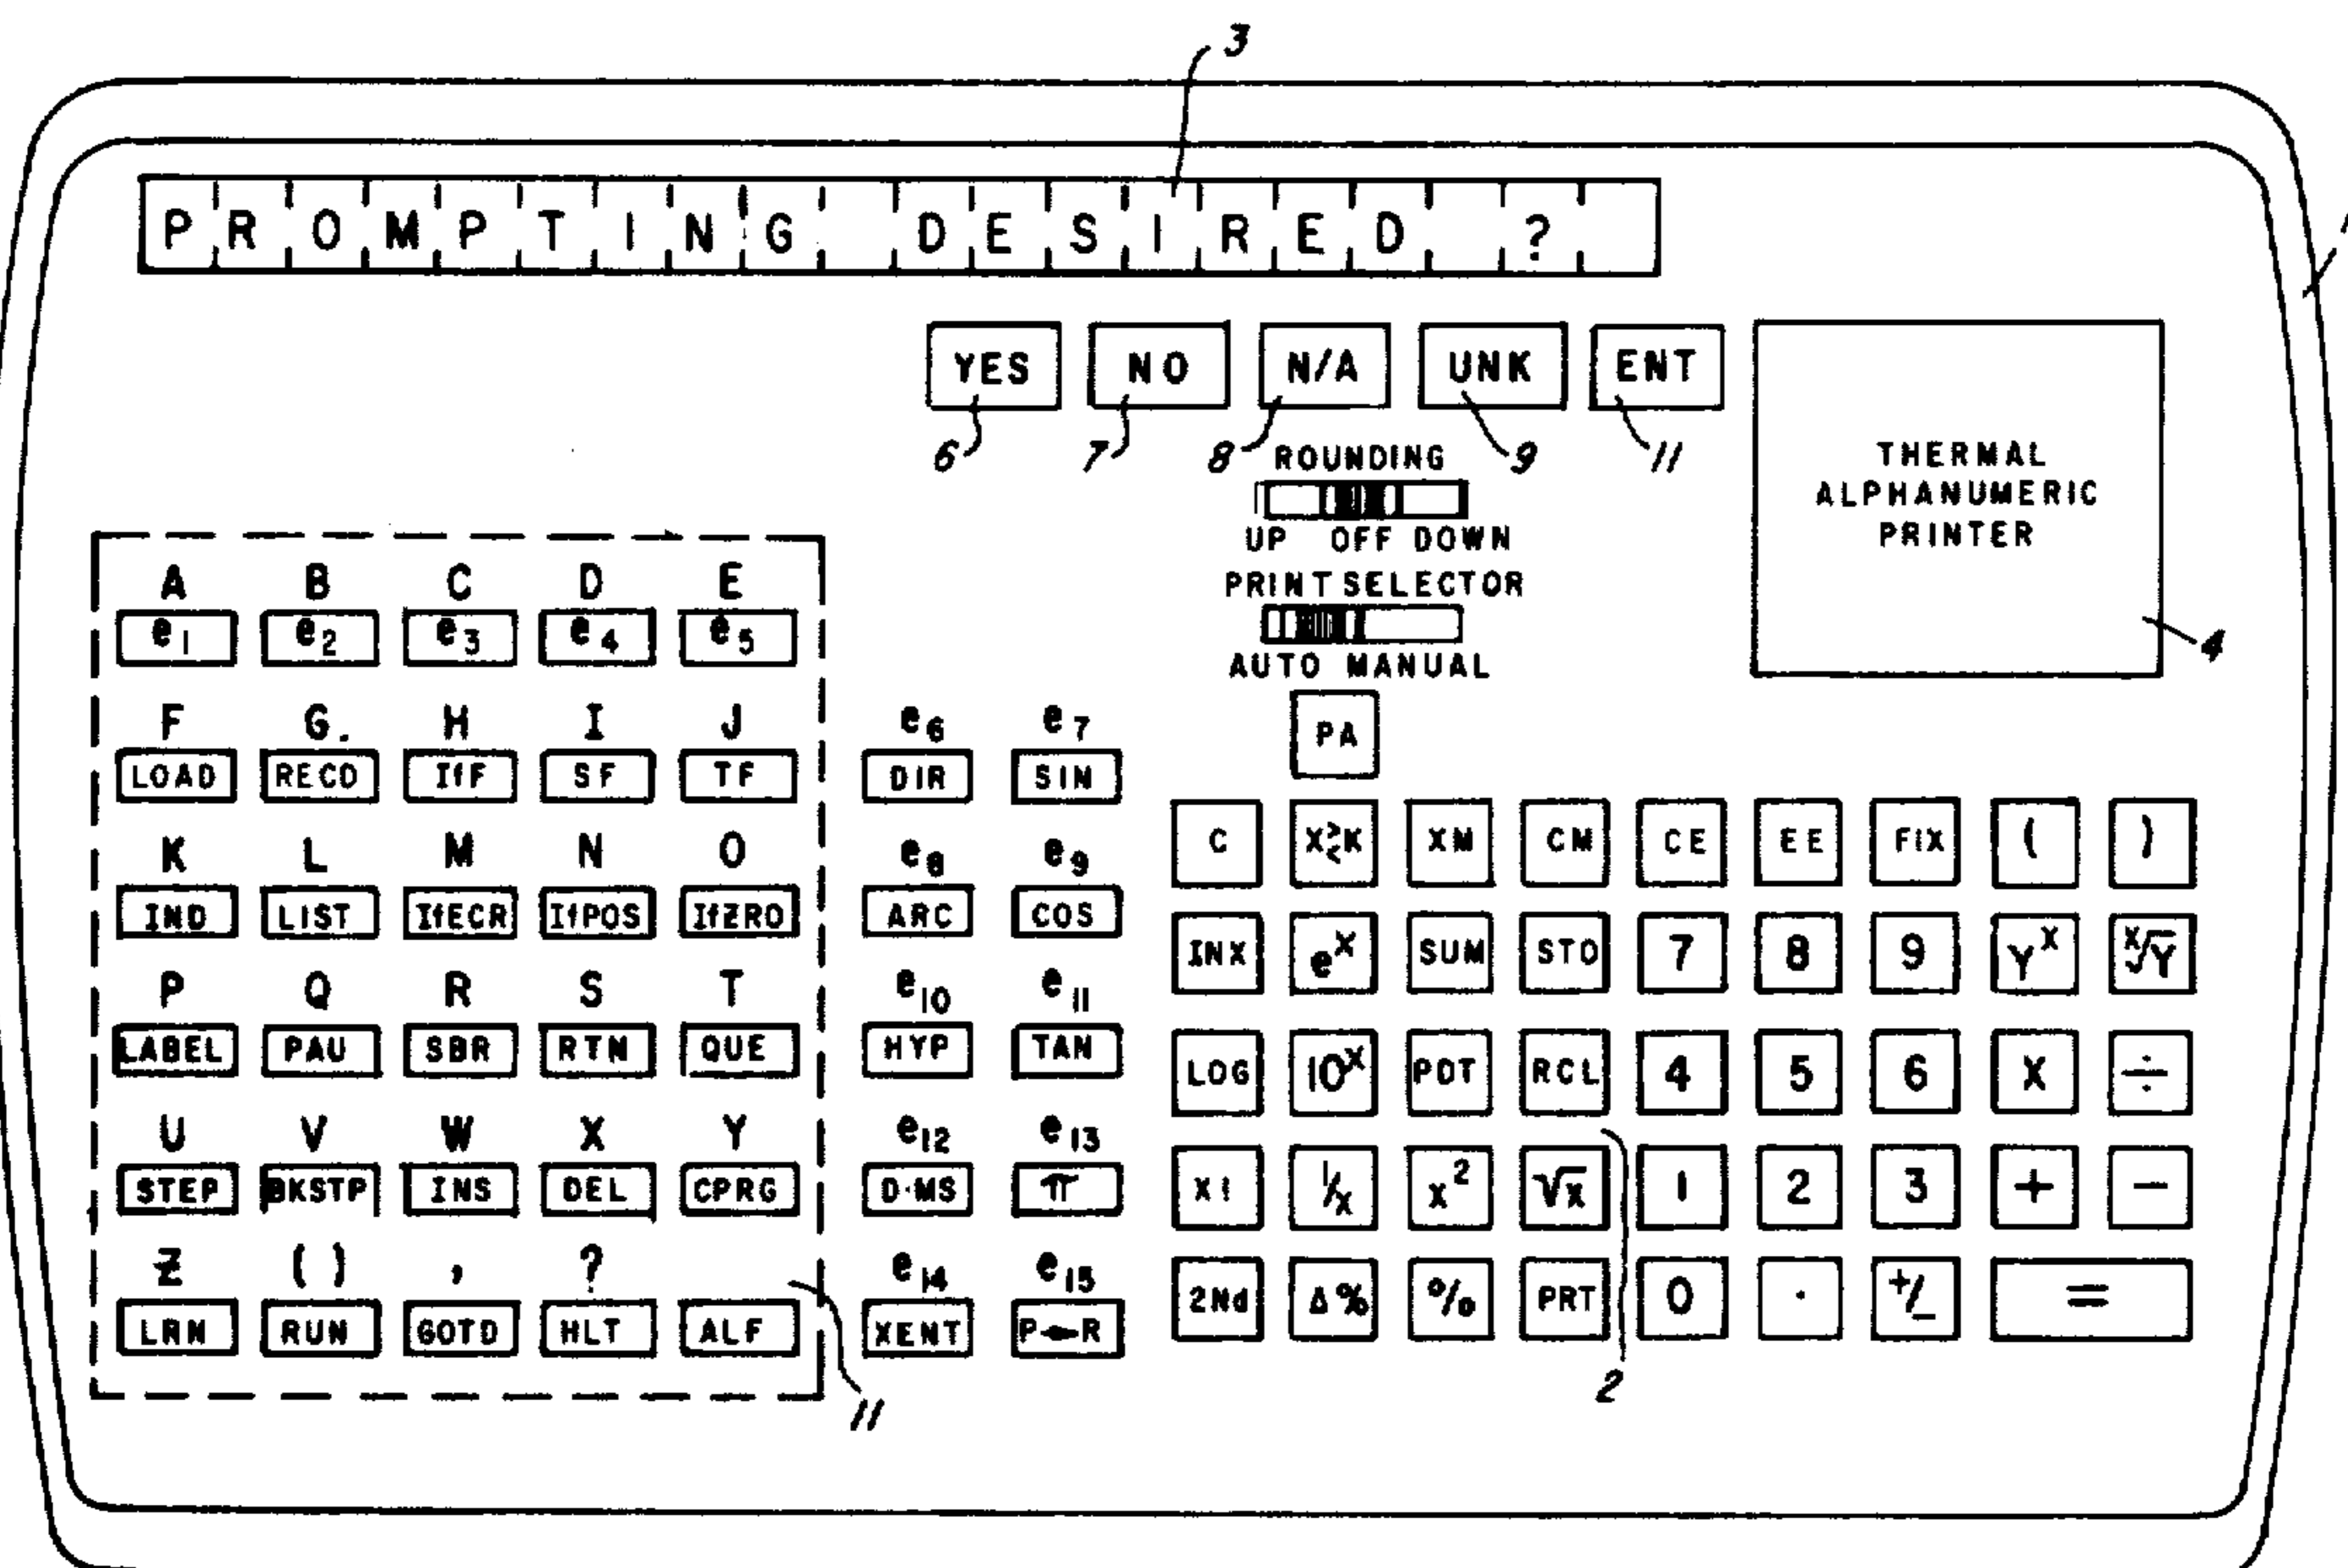 3
PROMPTING DESIRED ?
YES NO N/A UNK ENT
6 7 8 9 11
ROUNDING
UP OFF DOWN
PRINT SELECTOR
AUTO MANUAL
THERMAL
ALPHANUMERIC
PRINTER
4
PA
A B C D E
e1 e2 e3 e4 e5
F G. H I J e6 e7
LOAD RECD IfF SF TF DIR SIN
K L M N O e8 e9
IND LIST IfECR IfPOS IfZRO ARC COS
P Q R S T e10 e11
LABEL PAU SBR RTN QUE HYP TAN
U V W X Y e12 e13
STEP BKSTP INS DEL CPRG D·MS π
Z ( ) , ? e14 e15
LRN RUN GOTO HLT ALF XENT P↔R
11
C X≷K XM CM CE EE FIX ( )
INX e^x SUM STO 7 8 9 Y^x ^x√Y
LOG 10^x POT RCL 4 5 6 X ÷
X! 1/x x² √x 1 2 3 + −
2Nd Δ% % PRT 0 · +/− =
2